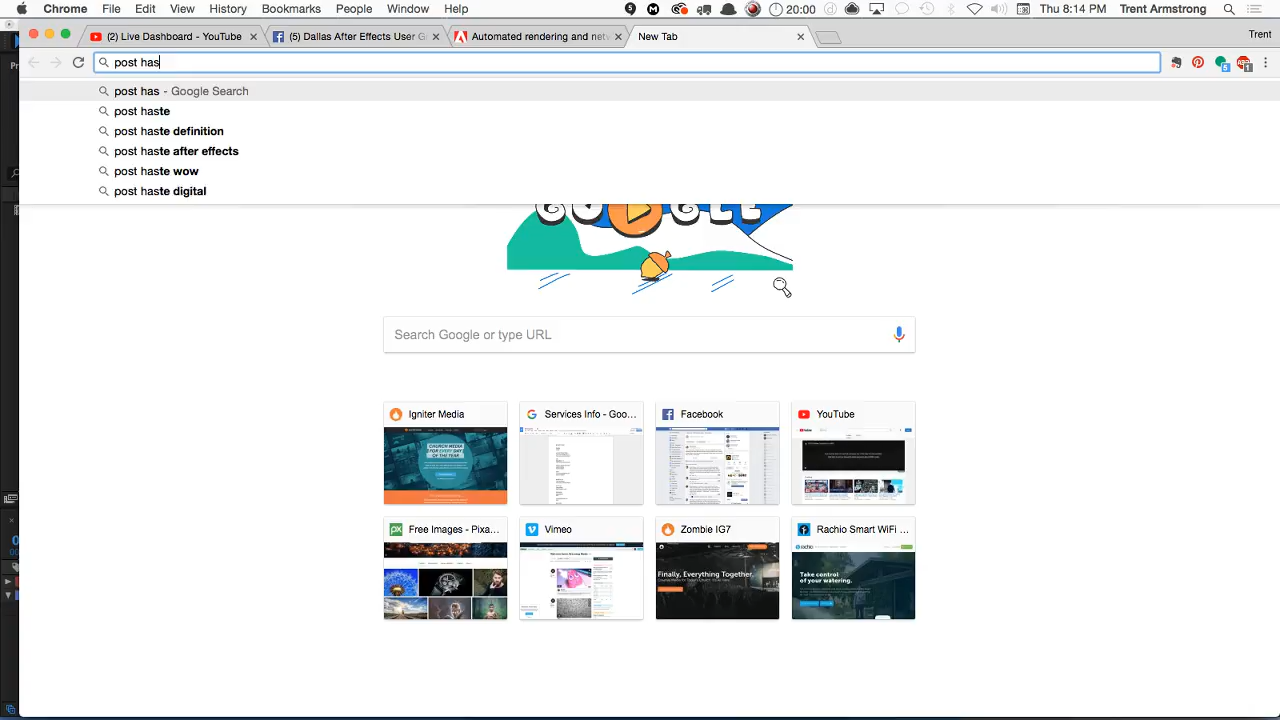 Chrome File Edit View History Bookmarks People Window Help 20:00 Thu 8:14 PM Trent Armstrong
(2) Live Dashboard - YouTube (5) Dallas After Effects User G Automated rendering and netw New Tab Trent
post has
post has - Google Search
post haste
post haste definition
post haste after effects
post haste wow
post haste digital
Search Google or type URL
Igniter Media Services Info - Goo... Facebook YouTube
Free Images - Pixa... Vimeo Zombie IG7 Rachio Smart WiFi ...
Finally, Everything Together.
Take control
of your watering.